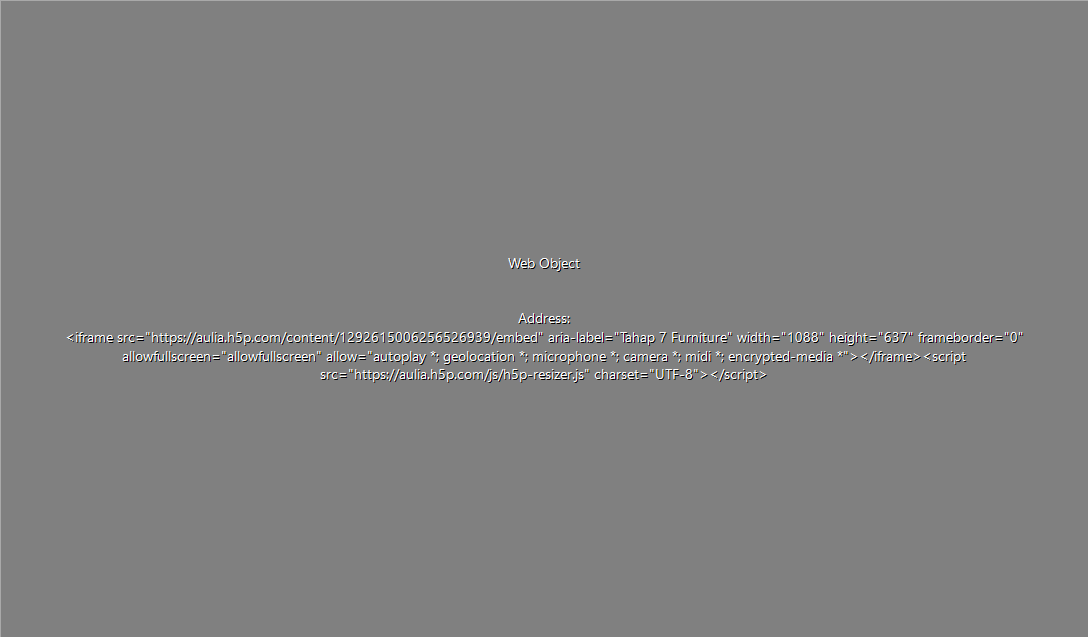 Web Object
Address:
<iframe src="https://aulia.h5p.com/content/1292615006256526939/embed" aria-label="Tahap 7 Furniture" width="1088" height="637" frameborder="0"
allowfullscreen="allowfullscreen" allow="autoplay *; geolocation *; microphone *; camera *; midi *; encrypted-media *"></iframe><script
src="https://aulia.h5p.com/js/h5p-resizer.js" charset="UTF-8"></script>